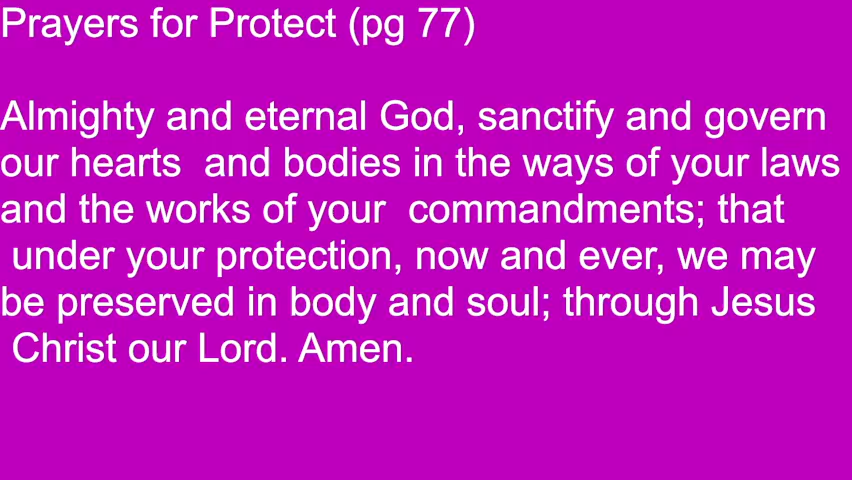 Prayers for Protect (pg 77)
Almighty and eternal God, sanctify and govern
our hearts  and bodies in the ways of your laws
and the works of your  commandments; that
under your protection, now and ever, we may
be preserved in body and soul; through Jesus
Christ our Lord. Amen.